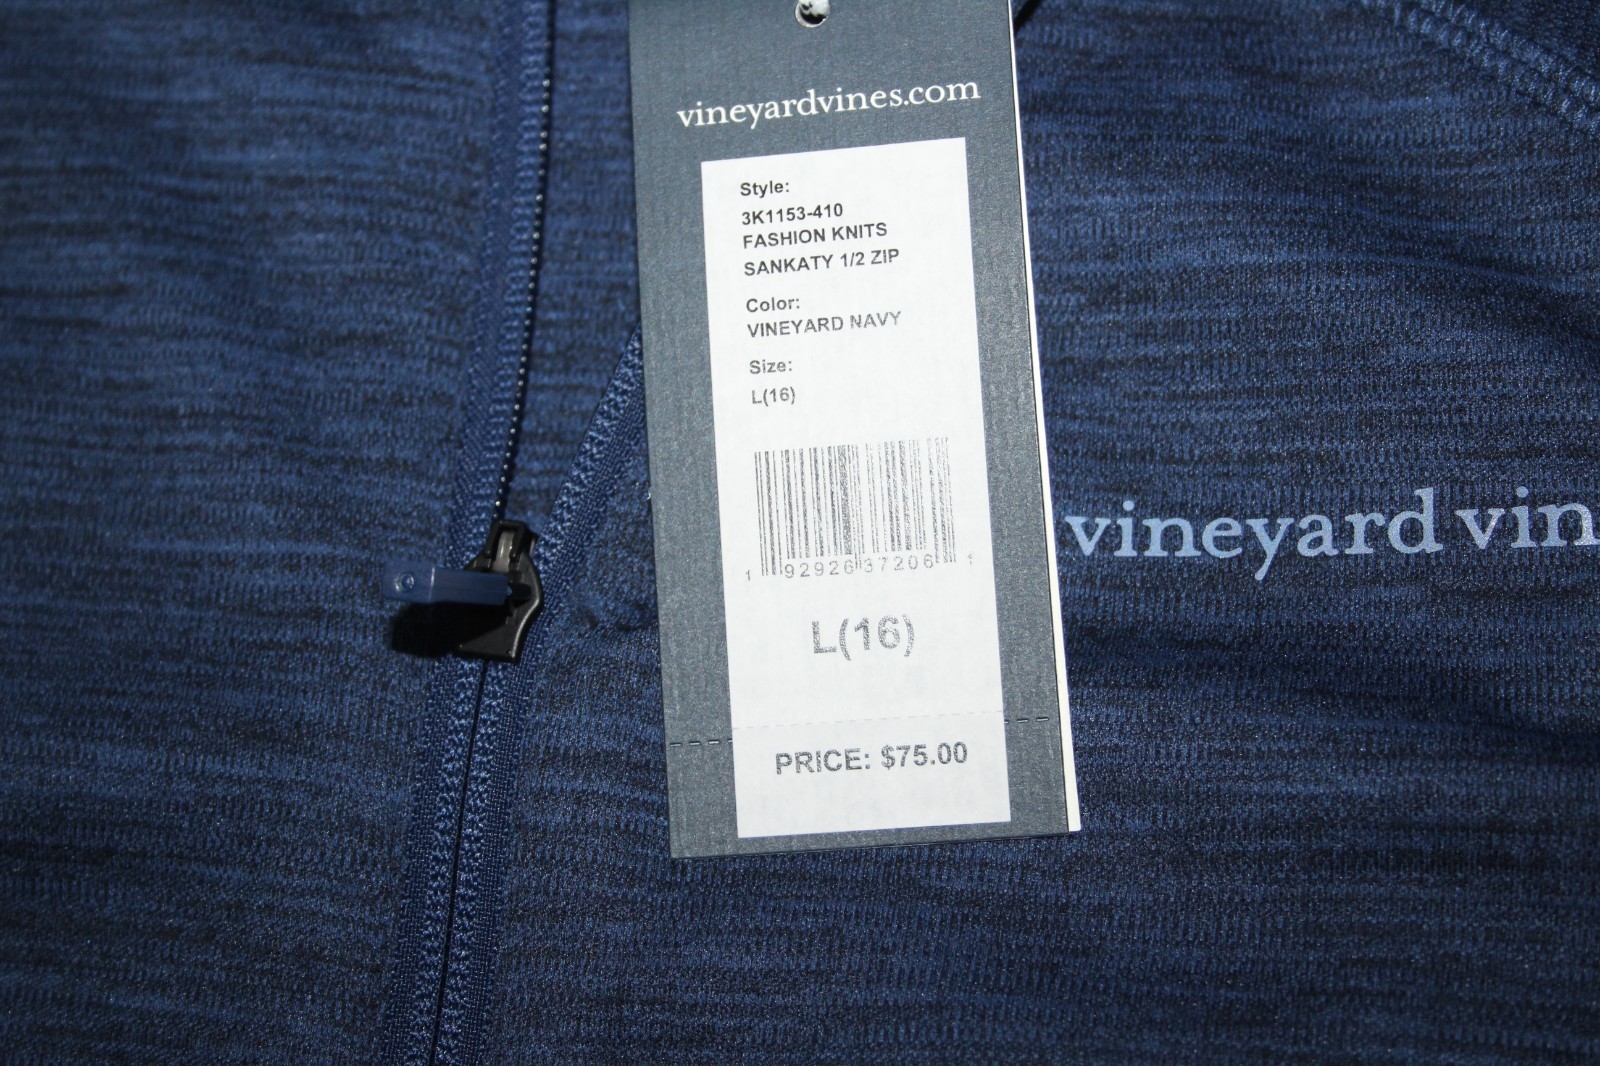 vineyardvines.com
Style:
3K1153-410
FASHION KNITS
SANKATY 1/2 ZIP
Color:
VINEYARD NAVY
Size:
L(16)
1 92926 37206 1
L(16)
PRICE: $75.00
vineyard vin